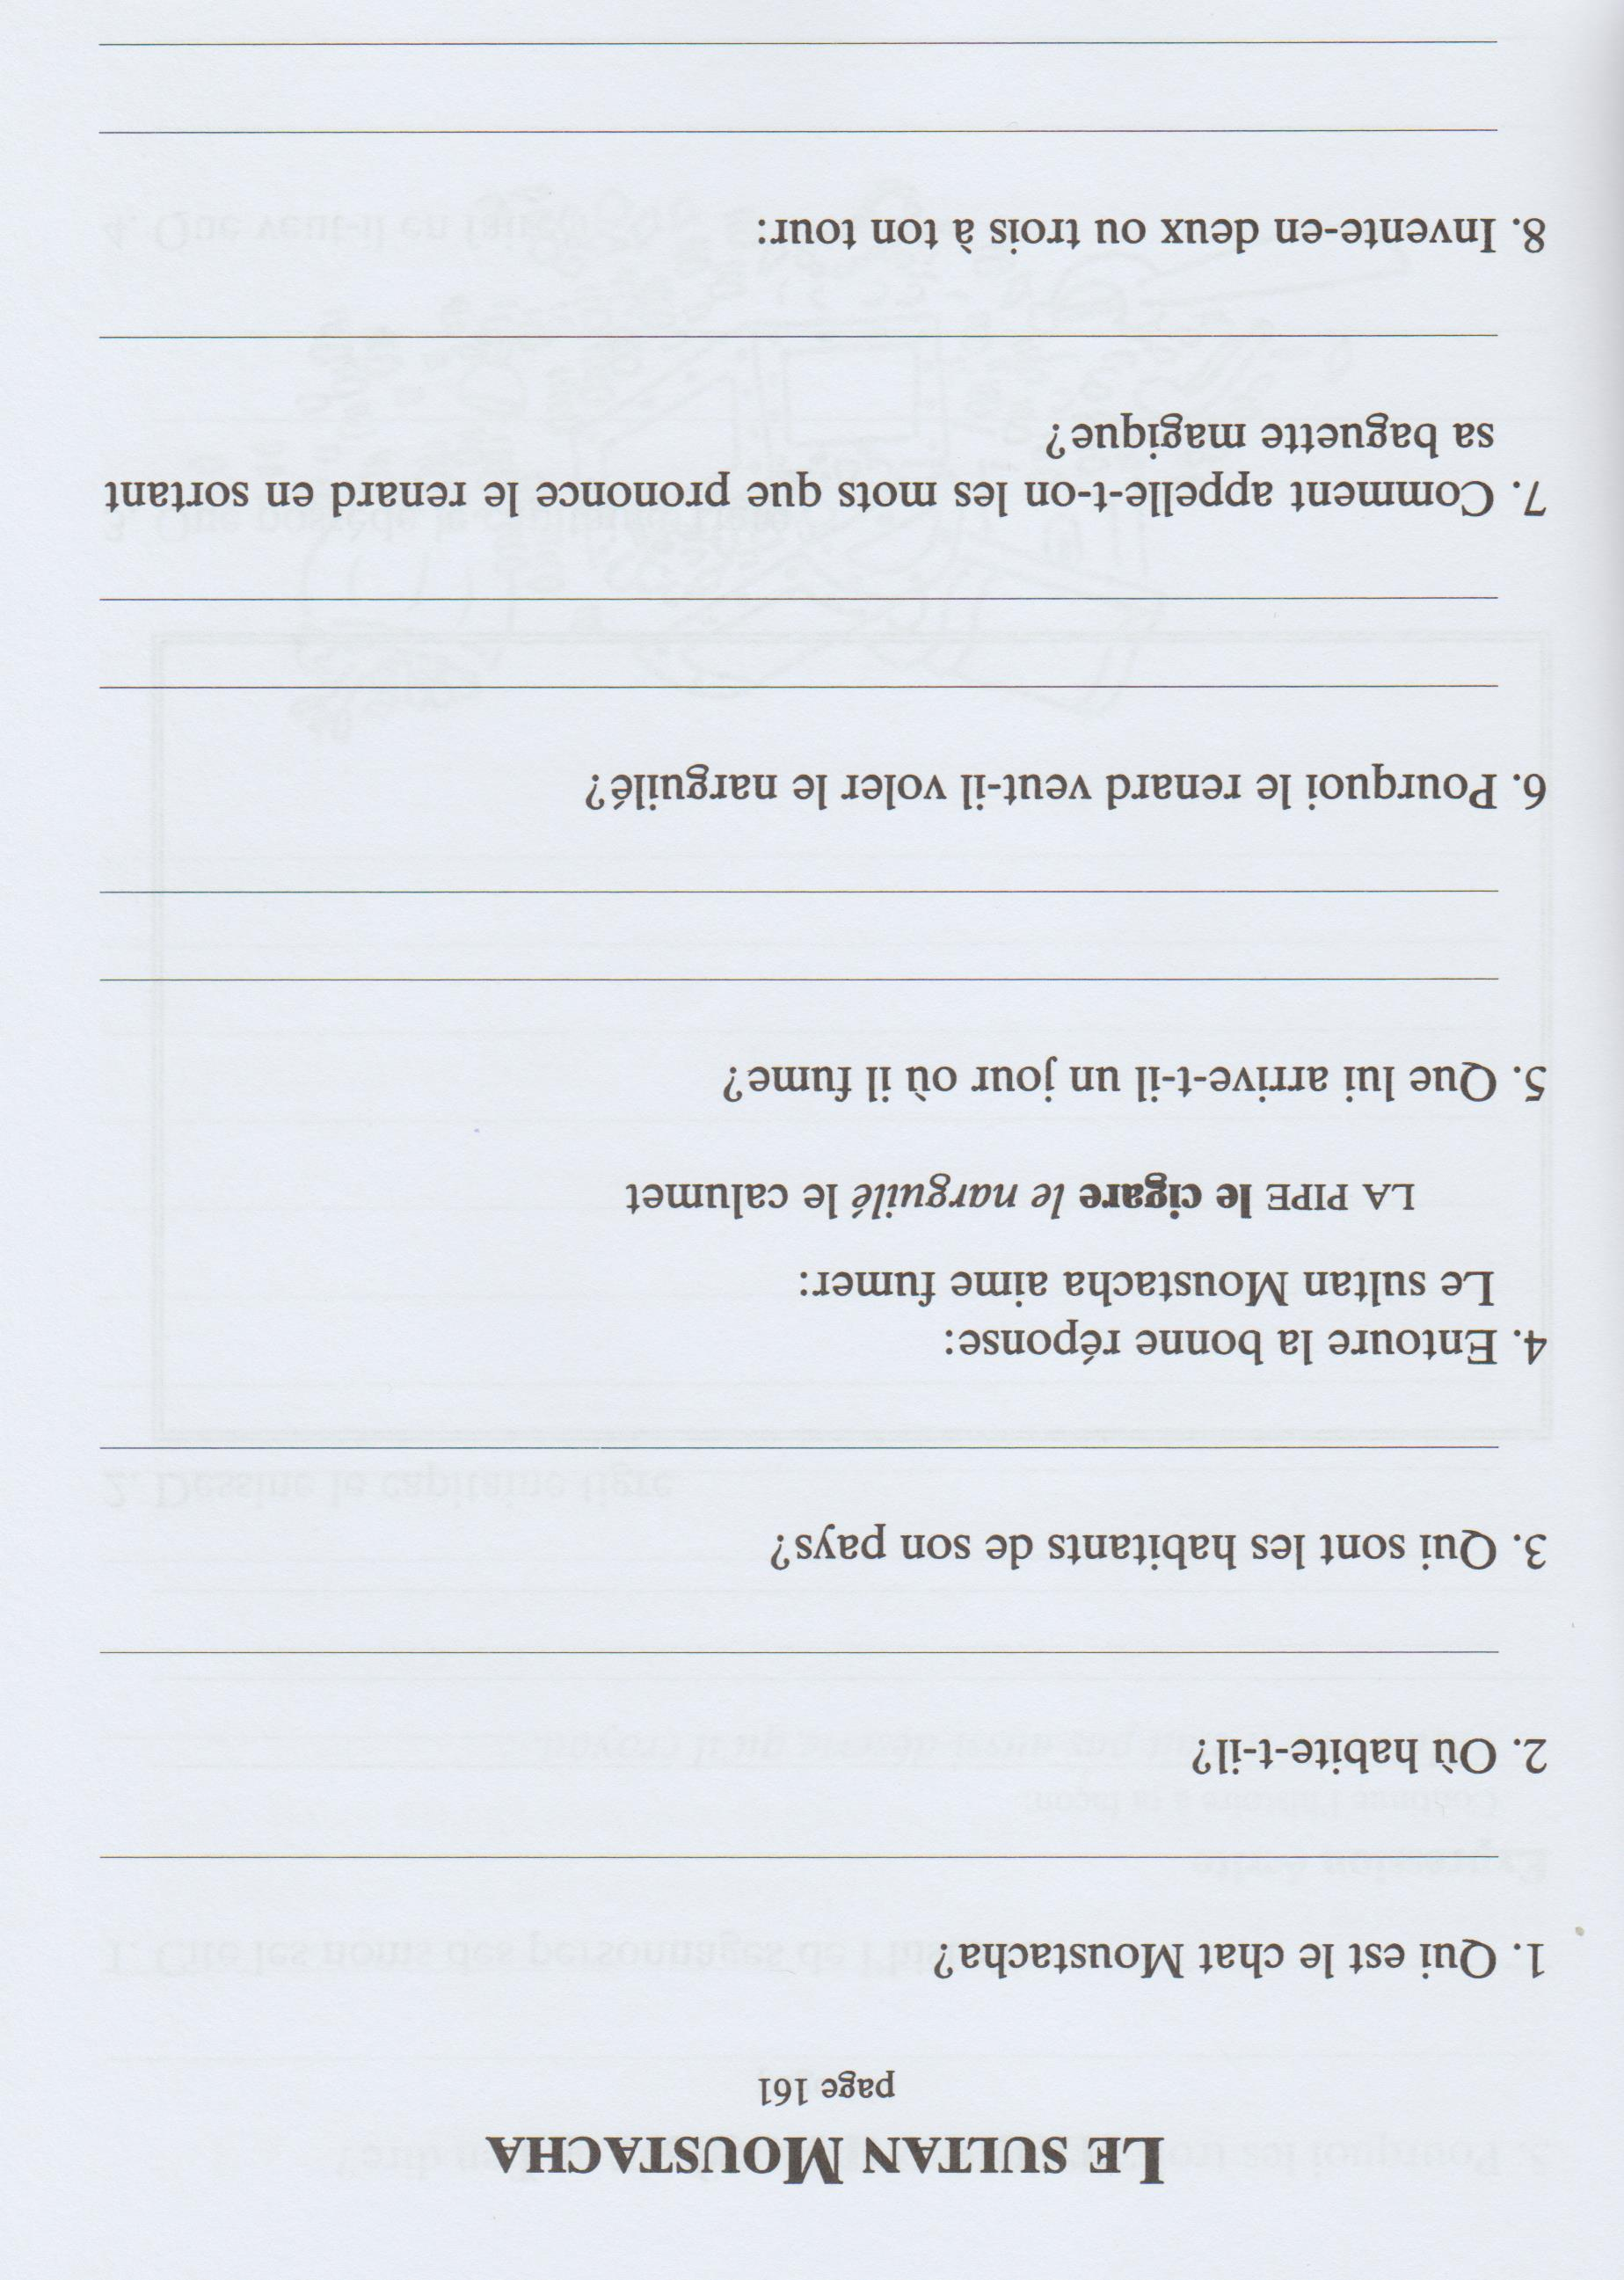 LE SULTAN MOUSTACHA
page 161
1. Qui est le chat Moustacha?
2. Où habite-t-il?
3. Qui sont les habitants de son pays?
4. Entoure la bonne réponse:
Le sultan Moustacha aime fumer:
LA PIPE le cigare le narguilé le calumet
5. Que lui arrive-t-il un jour où il fume?
6. Pourquoi le renard veut-il voler le narguilé?
7. Comment appelle-t-on les mots que prononce le renard en sortant
sa baguette magique?
8. Invente-en deux ou trois à ton tour: